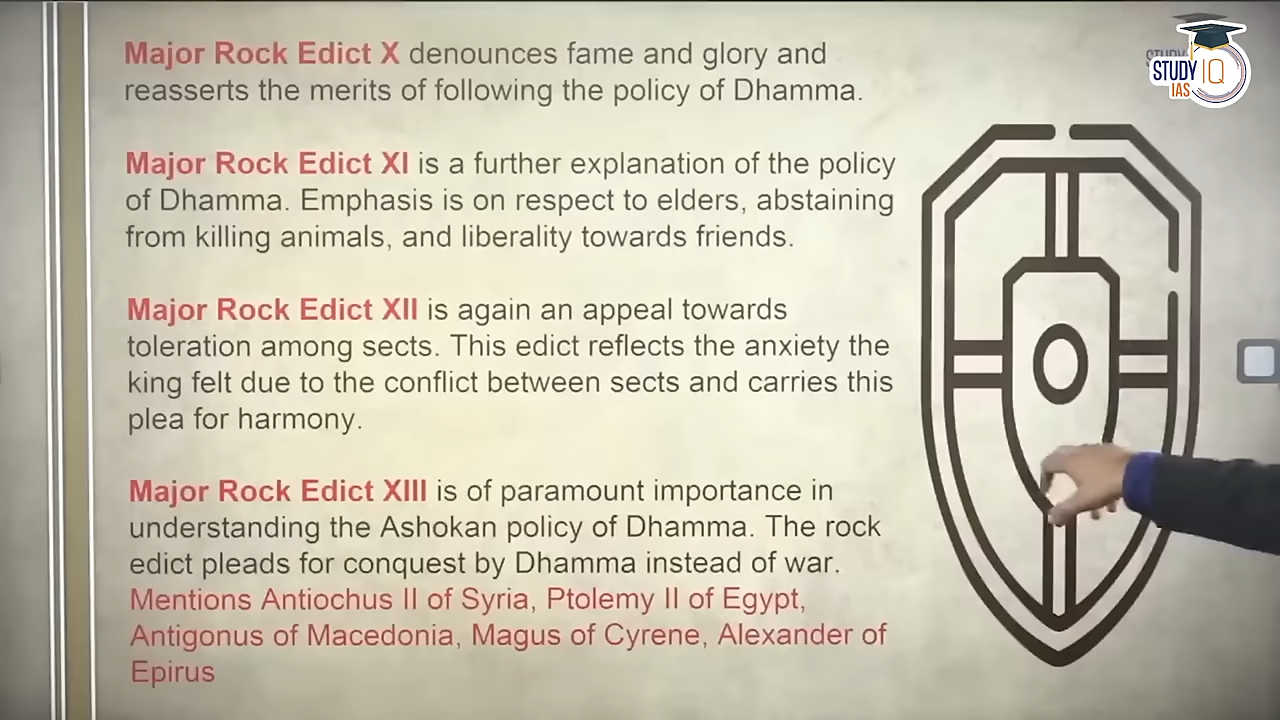 Major Rock Edict X denounces fame and glory and
reasserts the merits of following the policy of Dhamma.
Major Rock Edict XI is a further explanation of the policy
of Dhamma. Emphasis is on respect to elders, abstaining
from killing animals, and liberality towards friends.
Major Rock Edict XII is again an appeal towards
toleration among sects. This edict reflects the anxiety the
king felt due to the conflict between sects and carries this
plea for harmony.
Major Rock Edict XIII is of paramount importance in
understanding the Ashokan policy of Dhamma. The rock
edict pleads for conquest by Dhamma instead of war.
Mentions Antiochus II of Syria, Ptolemy II of Egypt,
Antigonus of Macedonia, Magus of Cyrene, Alexander of
Epirus
STUDY IQ
IAS